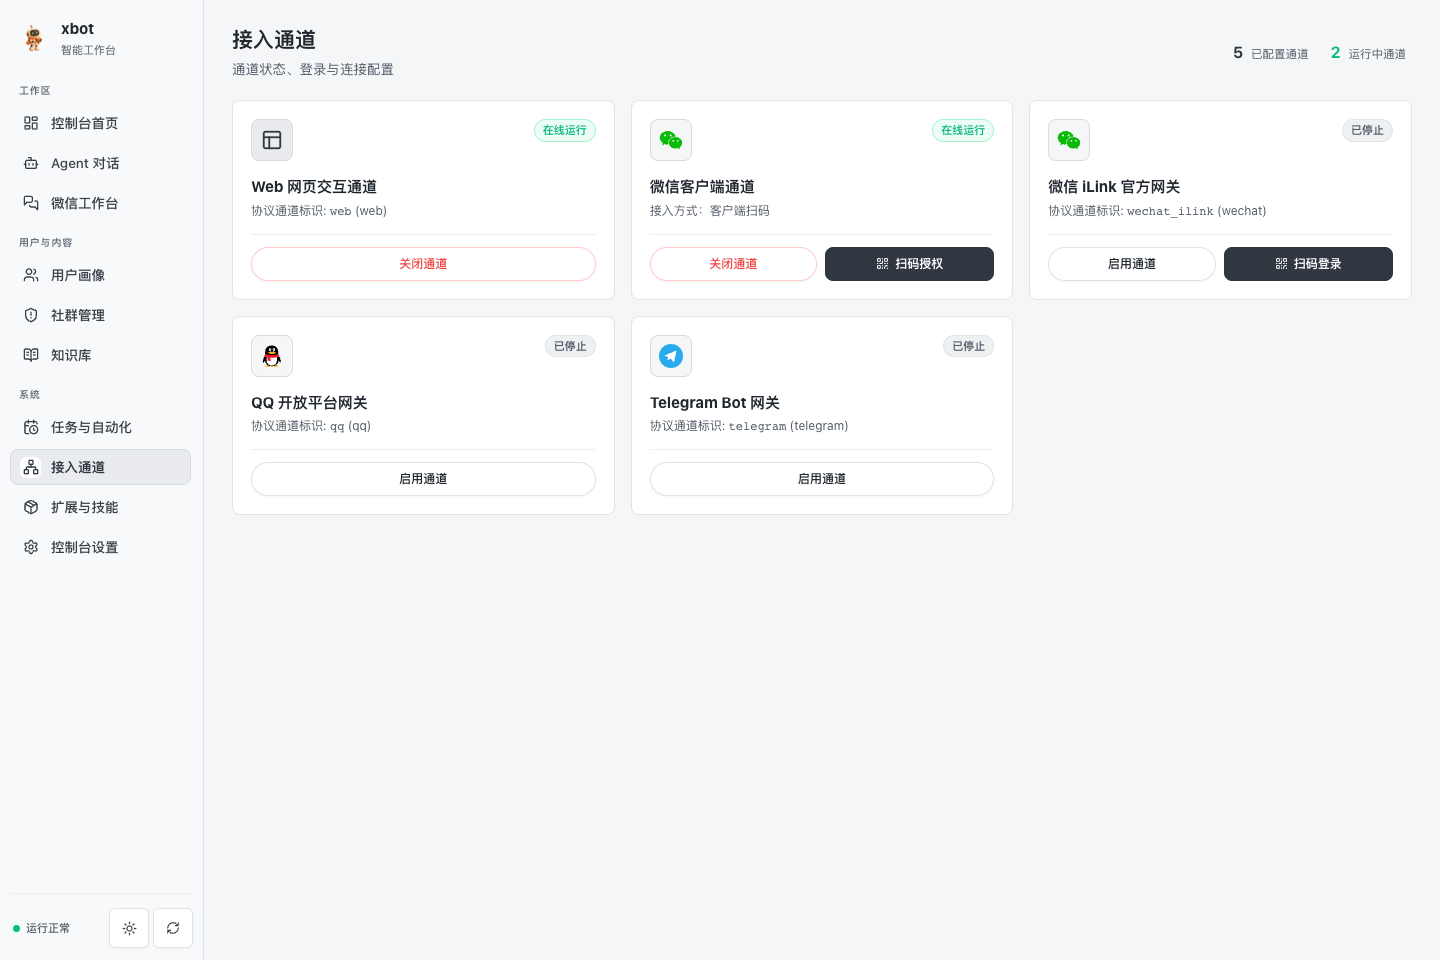 xbot
智能工作台
工作区
控制台首页
Agent 对话
微信工作台
用户与内容
用户画像
社群管理
知识库
系统
任务与自动化
接入通道
扩展与技能
控制台设置
运行正常
接入通道
通道状态、登录与连接配置
5 已配置通道 2 运行中通道
在线运行
Web 网页交互通道
协议通道标识: web (web)
关闭通道
在线运行
微信客户端通道
接入方式：客户端扫码
关闭通道 扫码授权
已停止
微信 iLink 官方网关
协议通道标识: wechat_ilink (wechat)
启用通道 扫码登录
已停止
QQ 开放平台网关
协议通道标识: qq (qq)
启用通道
已停止
Telegram Bot 网关
协议通道标识: telegram (telegram)
启用通道